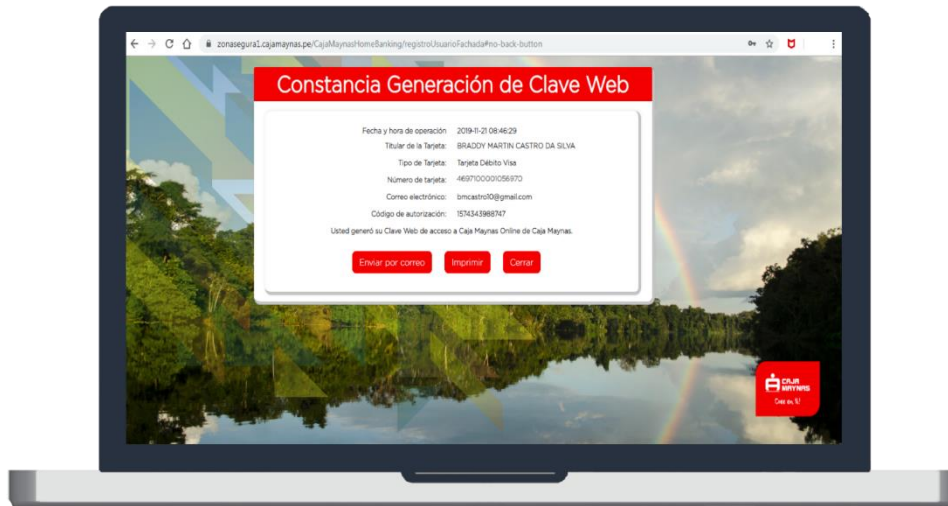 zonasegura1.cajamaynas.pe/CajaMaynasHomeBanking/registroUsuarioFachada#no-back-button
Constancia Generación de Clave Web
Fecha y hora de operación 2019-11-21 08:46:29
Titular de la Tarjeta: BRADDY MARTIN CASTRO DA SILVA
Tipo de Tarjeta: Tarjeta Débito Visa
Número de tarjeta: 4697100001056970
Correo electrónico: bmcastro10@gmail.com
Código de autorización: 1574343988747
Usted generó su Clave Web de acceso a Caja Maynas Online de Caja Maynas.
Enviar por correo Imprimir Cerrar
CAJA
MAYNAS